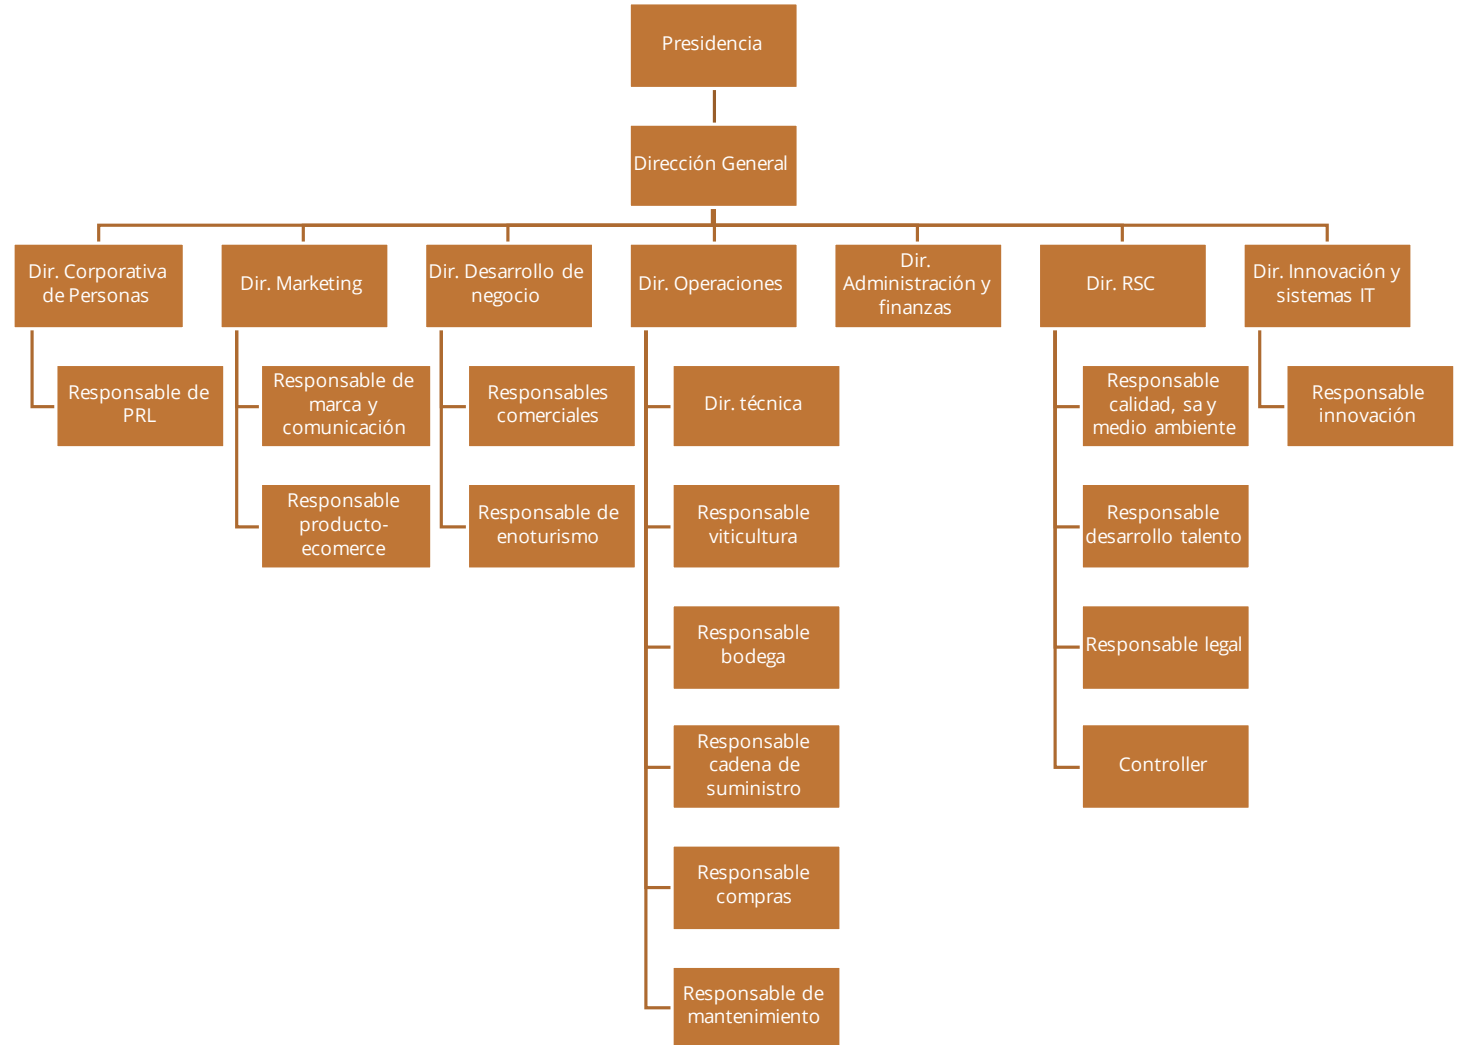 Presidencia
Dirección General
Dir. Corporativa
de Personas
Dir. Marketing
Dir. Desarrollo de
negocio
Dir. Operaciones
Dir.
Administración y
finanzas
Dir. RSC
Dir. Innovación y
sistemas IT
Responsable de
PRL
Responsable de
marca y
comunicación
Responsables
comerciales
Dir. técnica
Responsable
calidad, sa y
medio ambiente
Responsable
innovación
Responsable
producto-
ecomerce
Responsable de
enoturismo
Responsable
viticultura
Responsable
desarrollo talento
Responsable
bodega
Responsable legal
Responsable
cadena de
suministro
Controller
Responsable
compras
Responsable de
mantenimiento